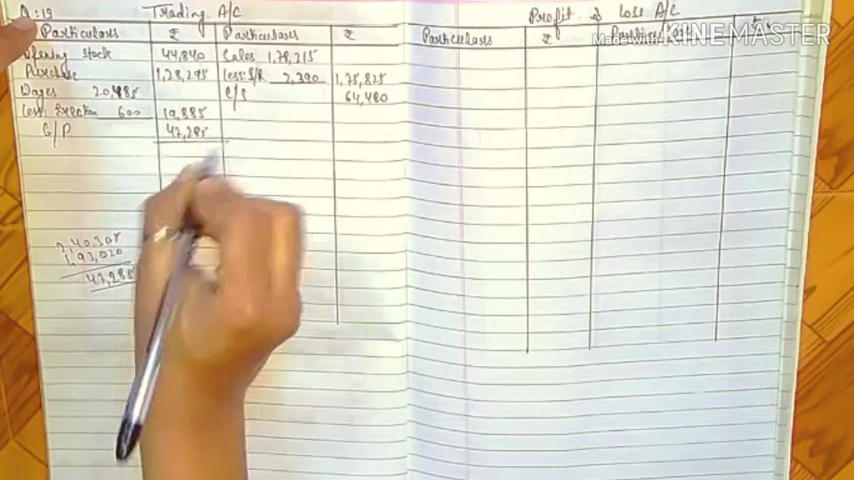 Q:19 Trading A/C
Particulars ₹ Particulars ₹
Opening stock 44,840 Sales 1,78,215
Purchase 1,28,295 Less: S/R 2,390 1,75,825
Wages 20,485 C/S 64,480
Less: Erection 600 19,885
G/P 47,285
2,40,305
1,93,020
47,285
Profit & Loss A/C
Particulars ₹ Particulars
Made with KINEMASTER